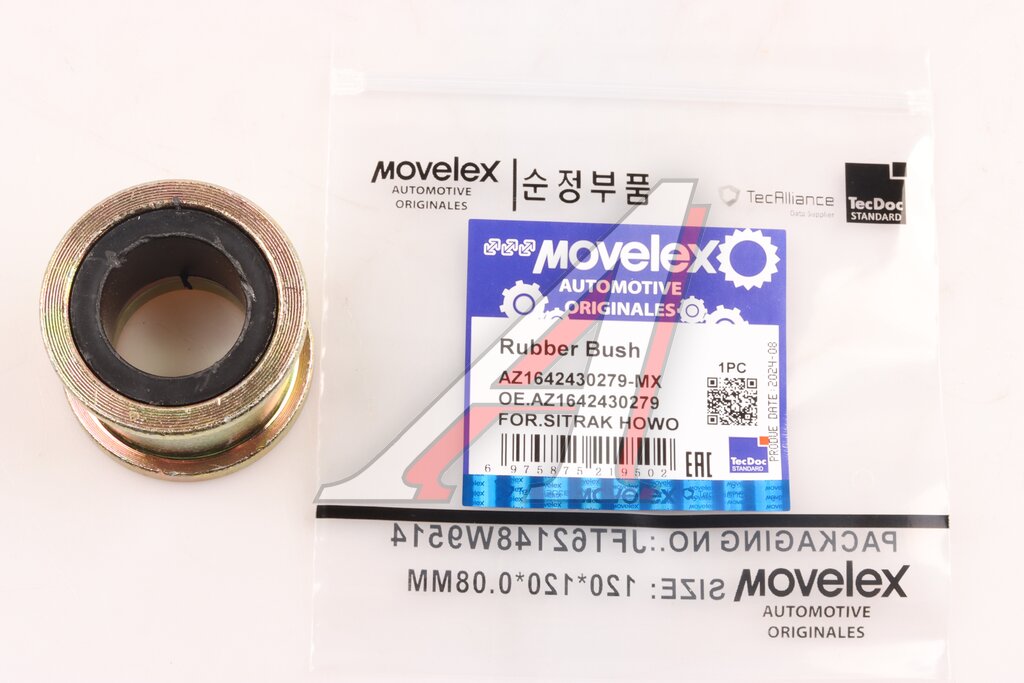 MOVELEX
AUTOMOTIVE
ORIGINALES
순정부품
TecAlliance
Data Supplier
TecDoc
STANDARD
MOVELEX
AUTOMOTIVE
ORIGINALES
Rubber Bush
AZ1642430279-MX
OE.AZ1642430279
FOR.SITRAK HOWO
1PC
PRODUE DATE:2024-08
6 975875 219502
EAC
TecDoc
STANDARD
PACKAGING NO.:JFT62148W9514
SIZE: 120*120*0.08MM
MOVELEX
AUTOMOTIVE
ORIGINALES